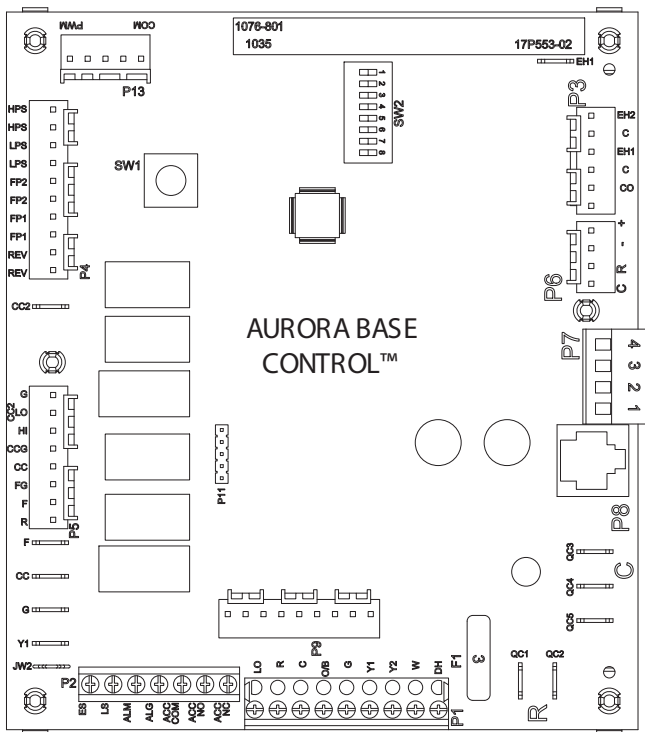 PWM COM
P13
1076-801
1035 17P553-02
EH1
HPS
HPS
LPS
LPS
FP2
FP2
FP1
FP1
REV
REV
P4
SW1
1
2
3
4
5
6
7
8
SW2
P3
EH2
C
EH1
C
CO
P6
+
-
R
C
CC2
AURORA BASE
CONTROL™
P7
4
3
2
1
CC2
G
LO
HI
CCG
CC
FG
F
R
P5
P11
P8
F
CC
G
Y1
JW2
QC3
QC4
QC5
C
P9
P2
ES
LS
ALM
ALG
ACC
COM
ACC
NO
ACC
NC
LO
R
C
O/B
G
Y1
Y2
W
DH
P1
F1
3
QC1
QC2
R